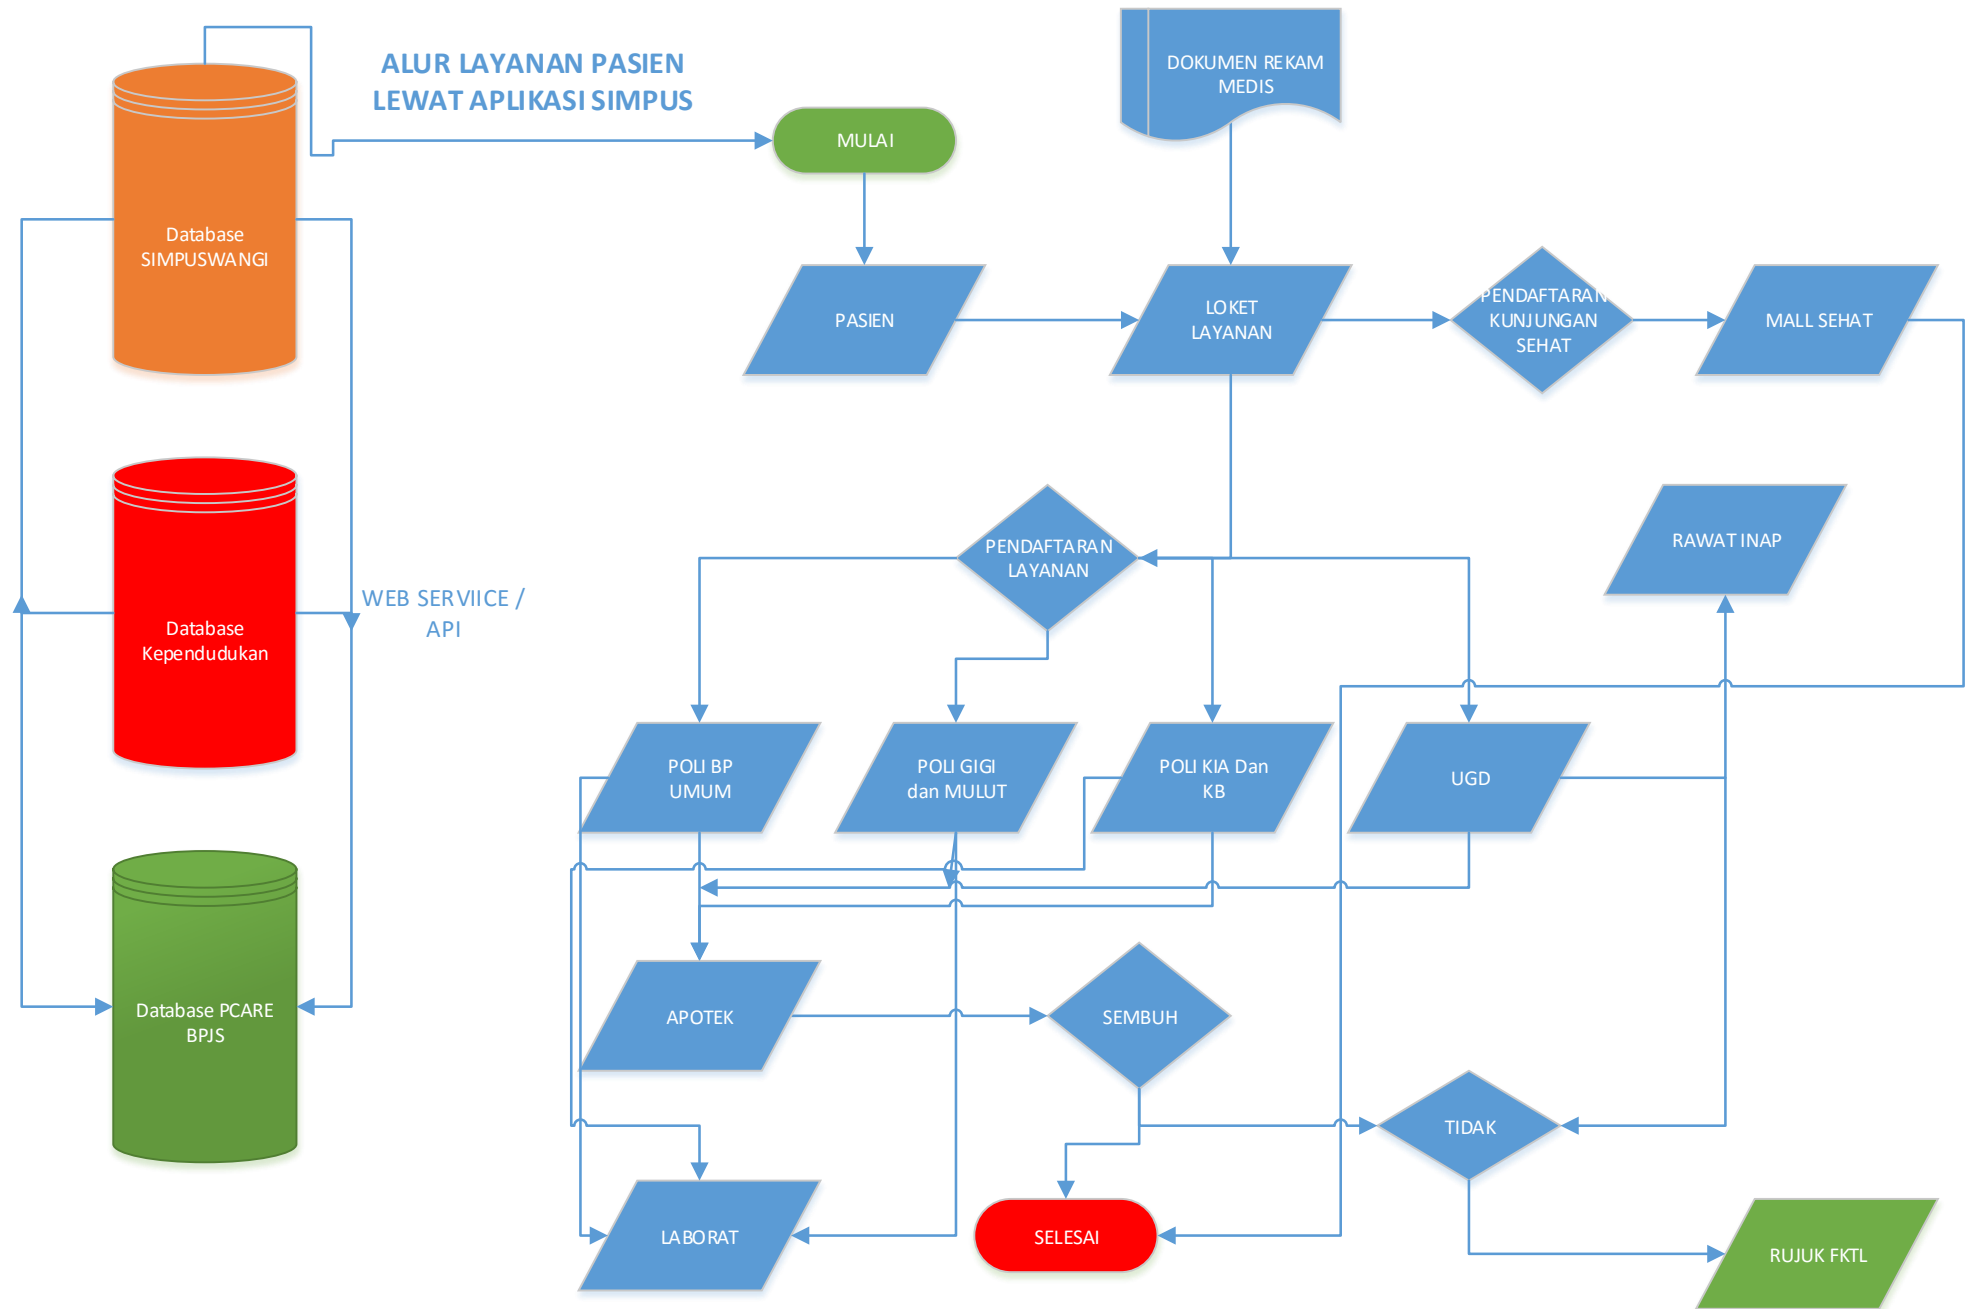 ALUR LAYANAN PASIEN
LEWAT APLIKASI SIMPUS
DOKUMEN REKAM
MEDIS
MULAI
Database
SIMPUSWANGI
PASIEN
LOKET
LAYANAN
PENDAFTARAN
KUNJUNGAN
SEHAT
MALL SEHAT
PENDAFTARAN
LAYANAN
RAWAT INAP
WEB SERVIICE /
API
Database
Kependudukan
POLI BP
UMUM
POLI GIGI
dan MULUT
POLI KIA Dan
KB
UGD
Database PCARE
BPJS
APOTEK
SEMBUH
TIDAK
LABORAT
SELESAI
RUJUK FKTL